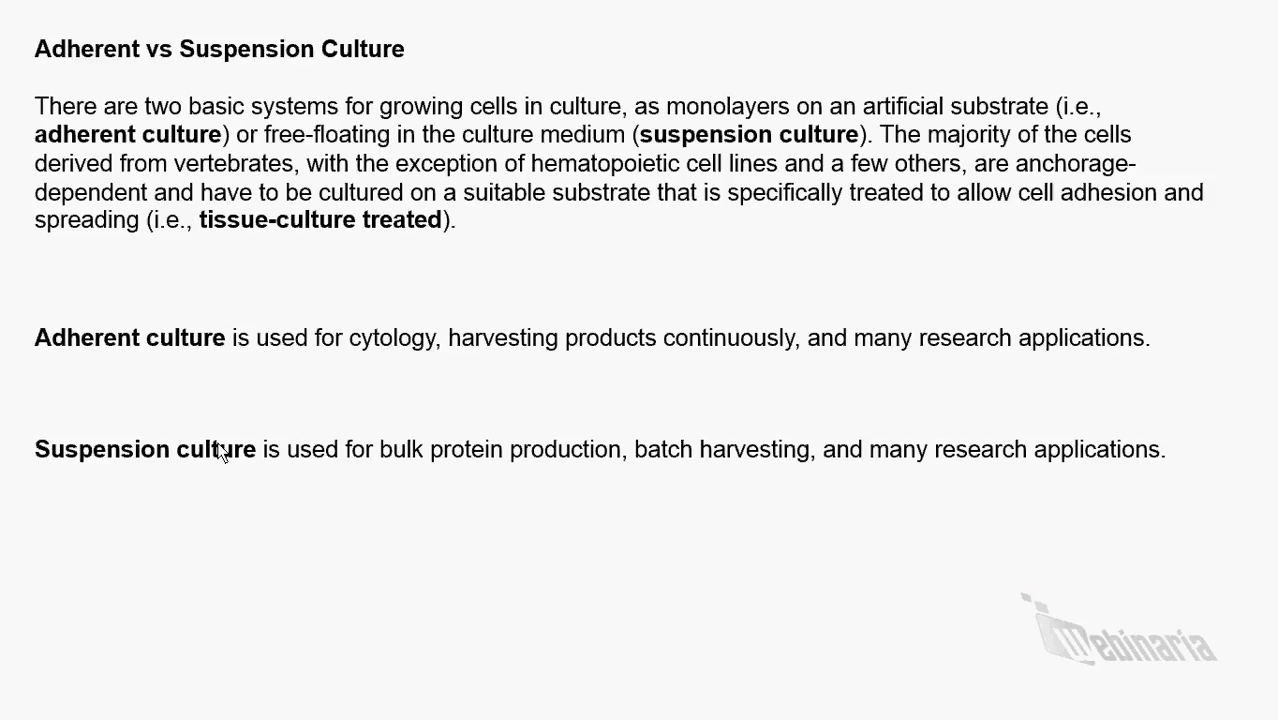 Adherent vs Suspension Culture
There are two basic systems for growing cells in culture, as monolayers on an artificial substrate (i.e.,
adherent culture) or free-floating in the culture medium (suspension culture). The majority of the cells
derived from vertebrates, with the exception of hematopoietic cell lines and a few others, are anchorage-
dependent and have to be cultured on a suitable substrate that is specifically treated to allow cell adhesion and
spreading (i.e., tissue-culture treated).
Adherent culture is used for cytology, harvesting products continuously, and many research applications.
Suspension culture is used for bulk protein production, batch harvesting, and many research applications.
Webinaria